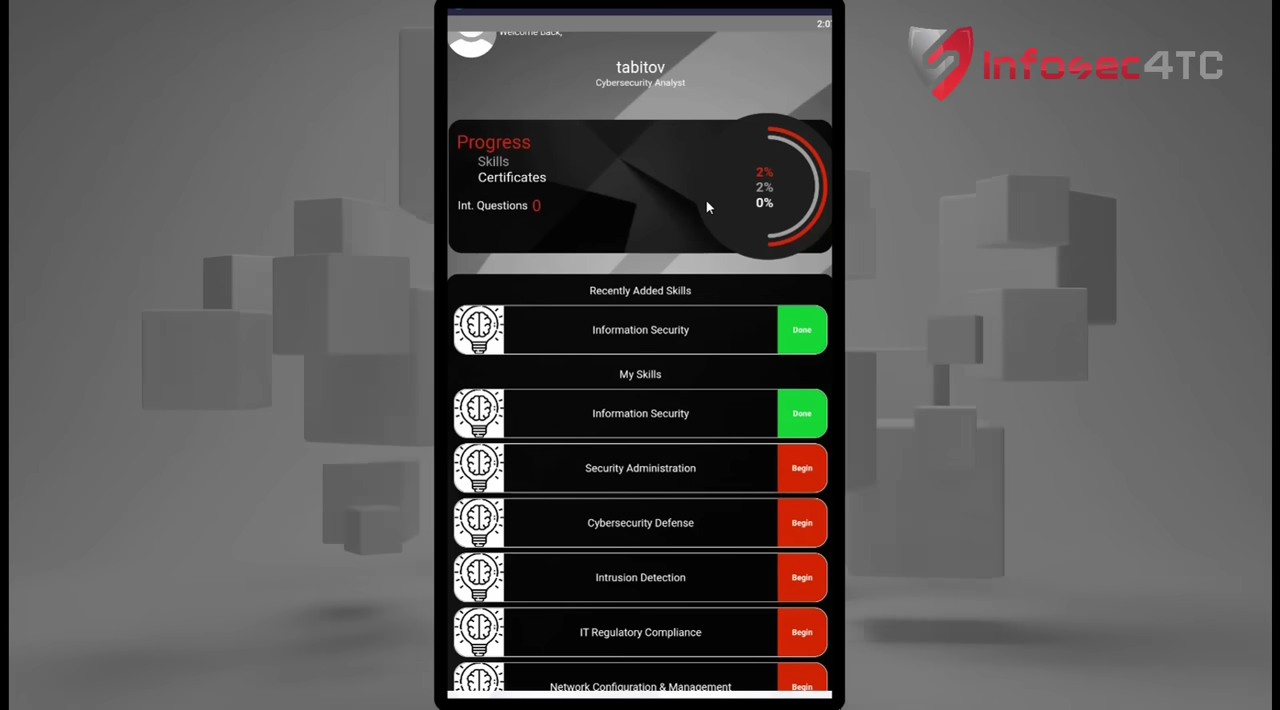 2:0
Infosec4TC
Welcome back,
tabitov
Cybersecurity Analyst
Progress
Skills
Certificates
Int. Questions 0
2%
2%
0%
Recently Added Skills
Information Security
Done
My Skills
Information Security
Done
Security Administration
Begin
Cybersecurity Defense
Begin
Intrusion Detection
Begin
IT Regulatory Compliance
Begin
Network Configuration & Management
Begin